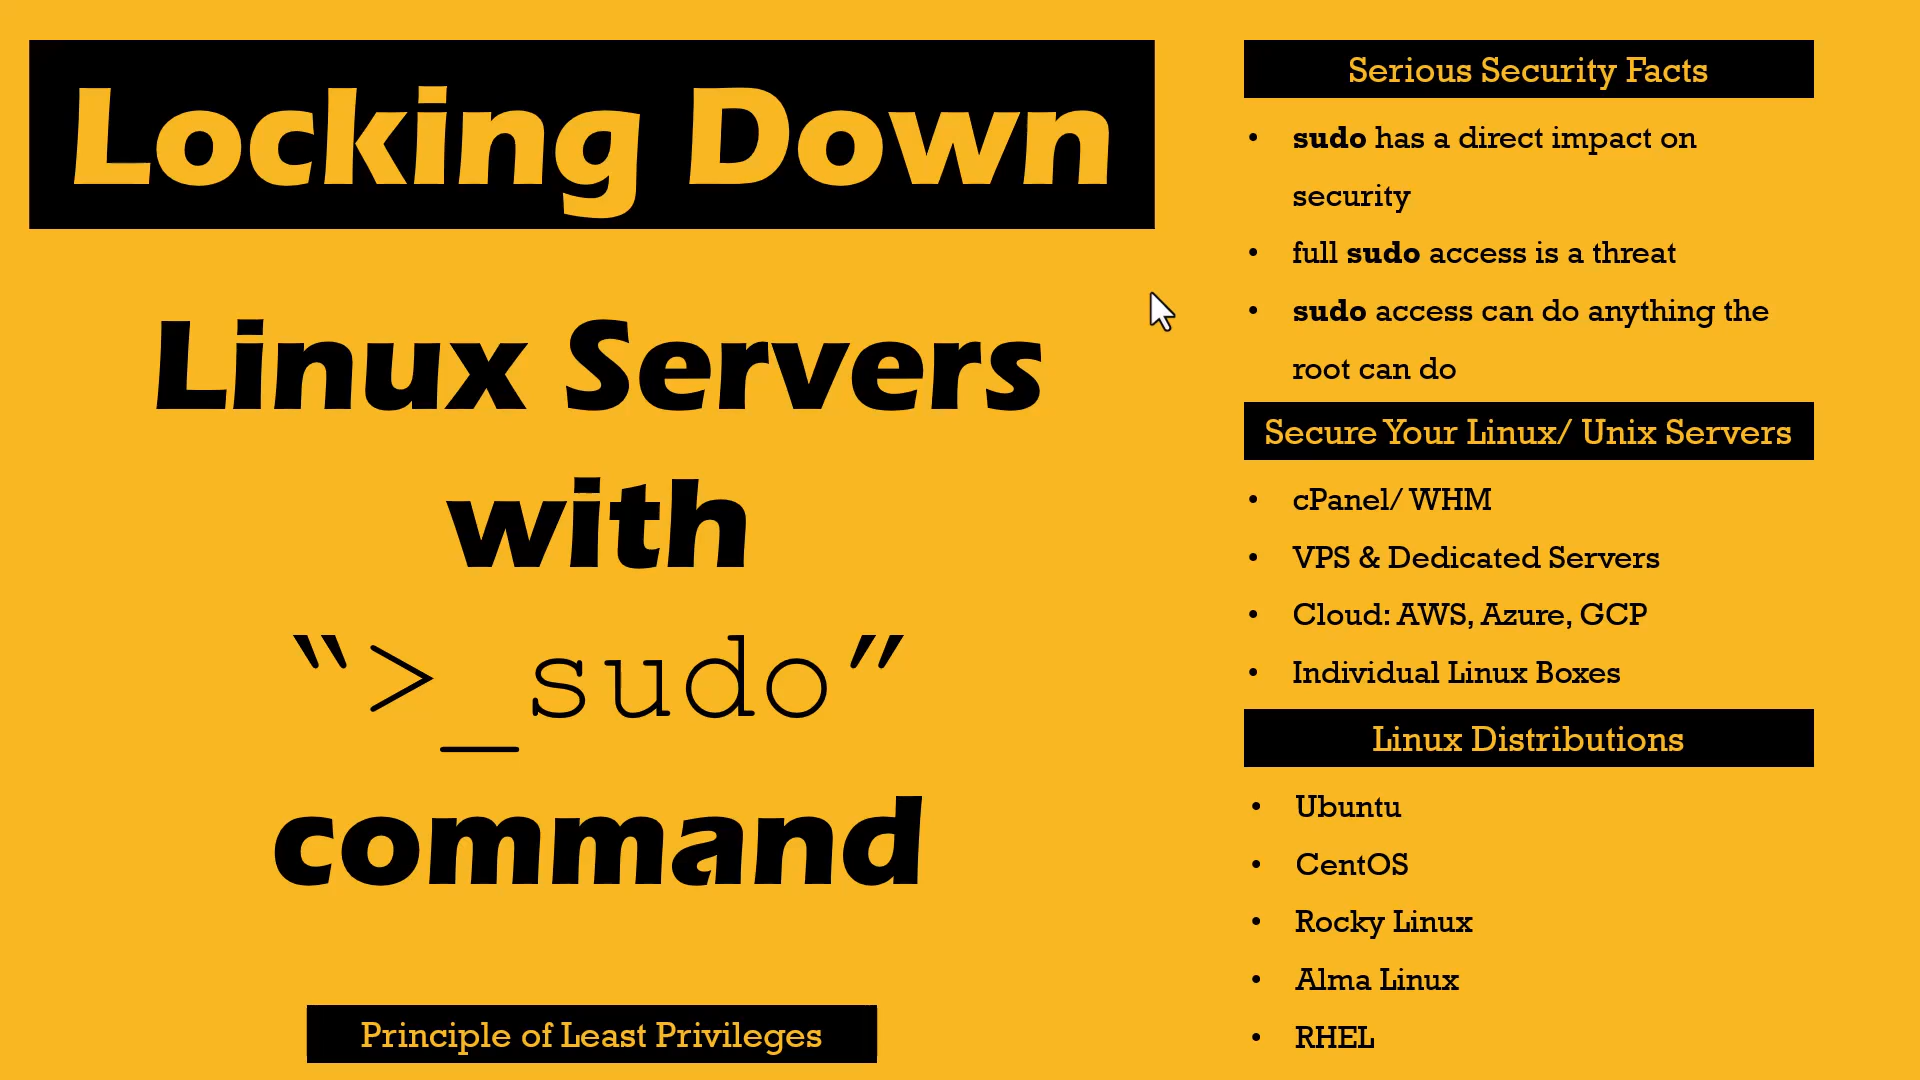 Locking Down
Linux Servers
with
“>_sudo”
command
Principle of Least Privileges
Serious Security Facts
• sudo has a direct impact on
security
• full sudo access is a threat
• sudo access can do anything the
root can do
Secure Your Linux/ Unix Servers
• cPanel/ WHM
• VPS & Dedicated Servers
• Cloud: AWS, Azure, GCP
• Individual Linux Boxes
Linux Distributions
• Ubuntu
• CentOS
• Rocky Linux
• Alma Linux
• RHEL